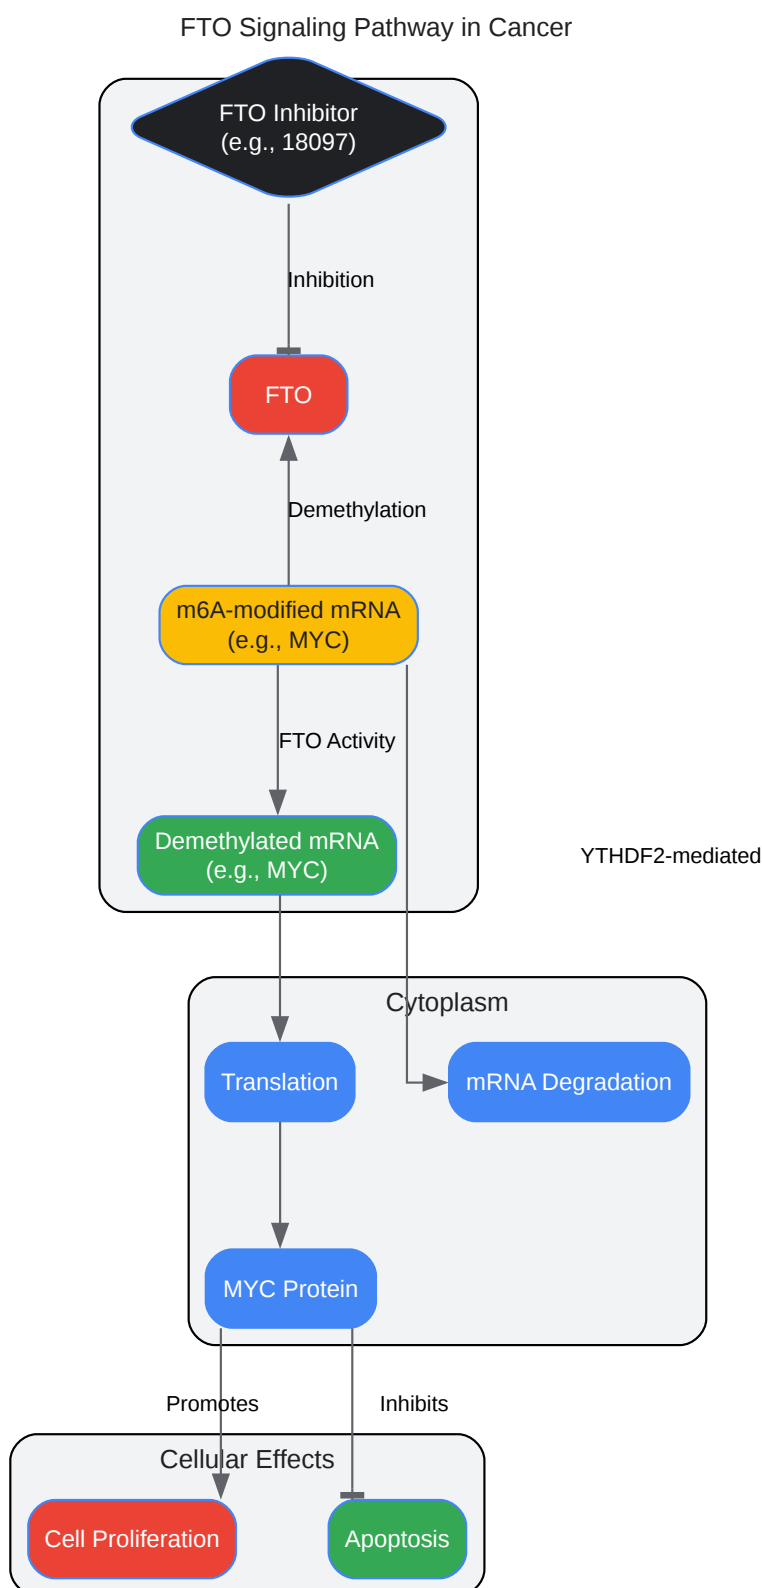 FTO Signaling Pathway in Cancer
FTO Inhibitor
(e.g., 18097)
Inhibition
FTO
Demethylation
m6A-modified mRNA
(e.g., MYC)
FTO Activity
Demethylated mRNA
(e.g., MYC)
YTHDF2-mediated
Cytoplasm
Translation
mRNA Degradation
MYC Protein
Promotes
Inhibits
Cellular Effects
Cell Proliferation
Apoptosis